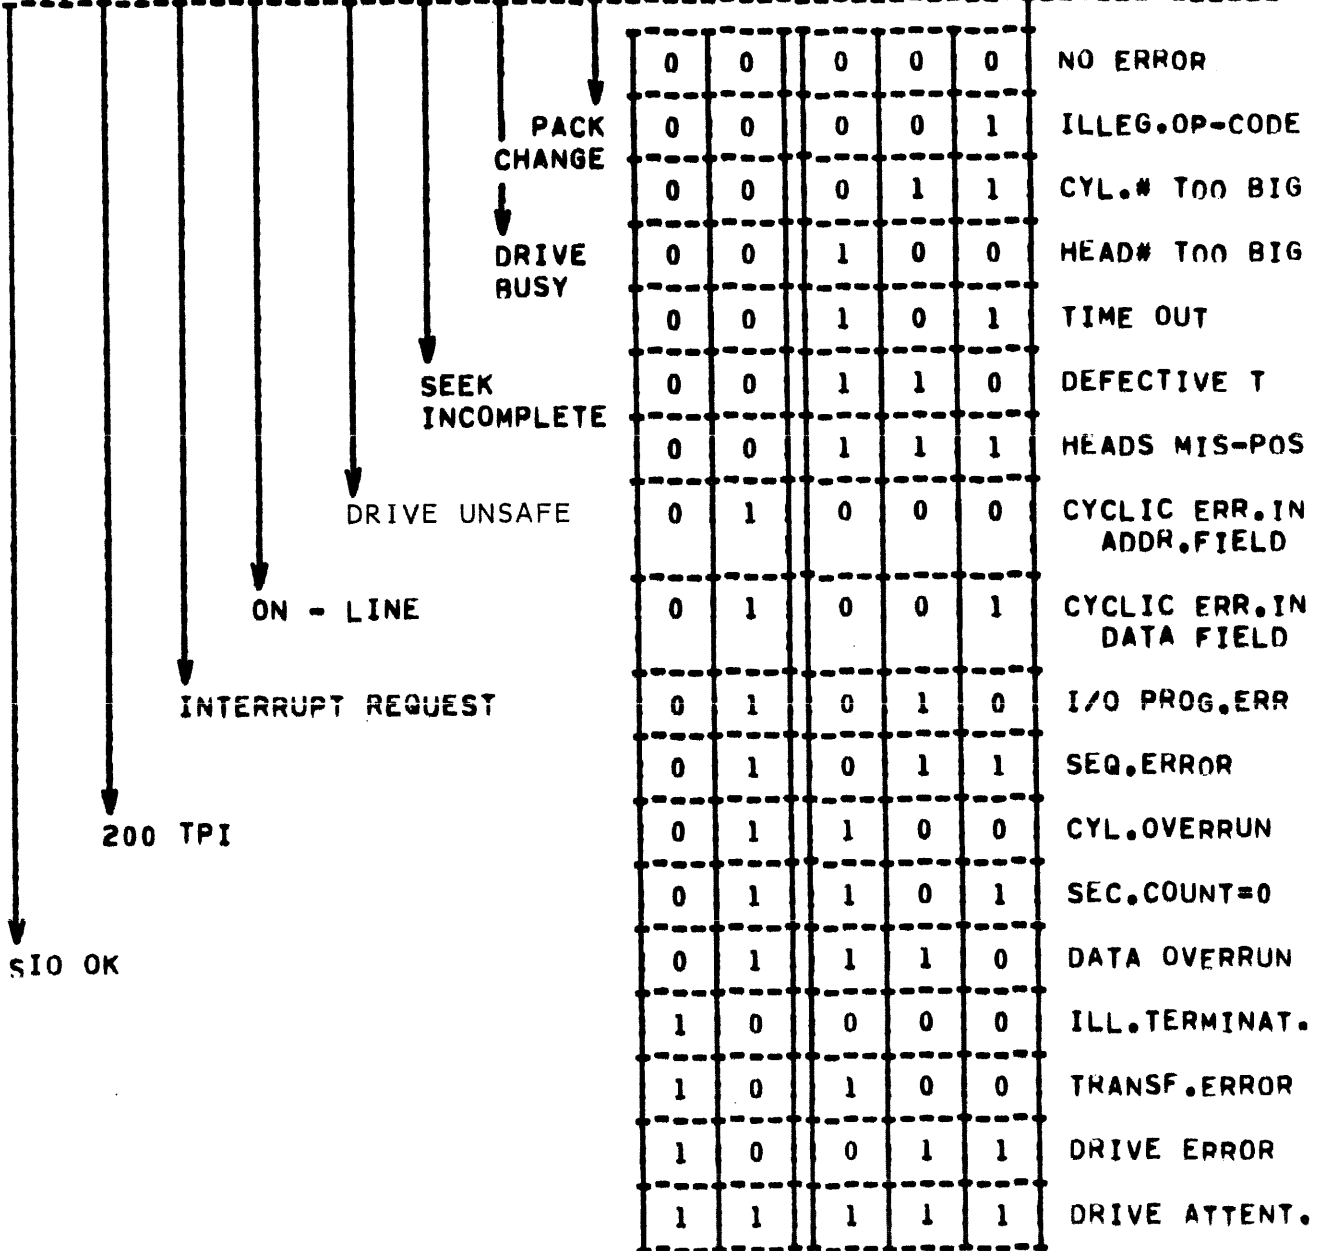 0 0 0 0 0 NO ERROR
PACK 0 0 0 0 1 ILLEG.OP-CODE
CHANGE
0 0 0 1 1 CYL.# TOO BIG
DRIVE 0 0 1 0 0 HEAD# TOO BIG
BUSY
0 0 1 0 1 TIME OUT
SEEK 0 0 1 1 0 DEFECTIVE T
INCOMPLETE
0 0 1 1 1 HEADS MIS-POS
DRIVE UNSAFE 0 1 0 0 0 CYCLIC ERR.IN
ADDR.FIELD
ON - LINE 0 1 0 0 1 CYCLIC ERR.IN
DATA FIELD
INTERRUPT REQUEST 0 1 0 1 0 I/O PROG.ERR
0 1 0 1 1 SEQ.ERROR
200 TPI 0 1 1 0 0 CYL.OVERRUN
0 1 1 0 1 SEC.COUNT=0
SIO OK 0 1 1 1 0 DATA OVERRUN
1 0 0 0 0 ILL.TERMINAT.
1 0 1 0 0 TRANSF.ERROR
1 0 0 1 1 DRIVE ERROR
1 1 1 1 1 DRIVE ATTENT.